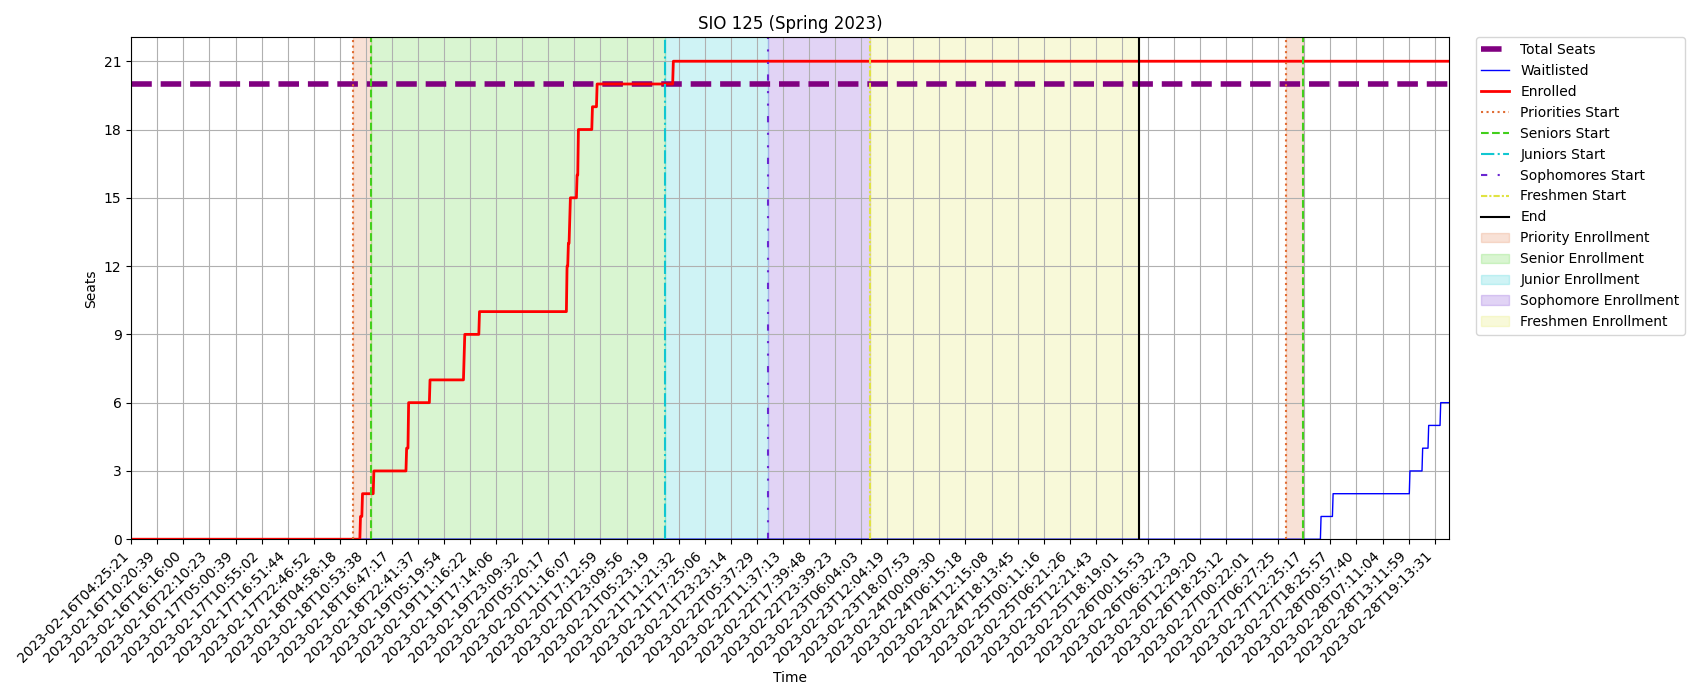 SIO 125 (Spring 2023)
Seats
21
18
15
12
9
6
3
0
2023-02-16T04:25:21
2023-02-16T10:20:39
2023-02-16T16:16:00
2023-02-16T22:10:23
2023-02-17T05:00:39
2023-02-17T10:55:02
2023-02-17T16:51:44
2023-02-17T22:46:52
2023-02-18T04:58:18
2023-02-18T10:53:38
2023-02-18T16:47:17
2023-02-18T22:41:37
2023-02-19T05:19:54
2023-02-19T11:16:22
2023-02-19T17:14:06
2023-02-19T23:09:32
2023-02-20T05:20:17
2023-02-20T11:16:07
2023-02-20T17:12:59
2023-02-20T23:09:56
2023-02-21T05:23:19
2023-02-21T11:21:32
2023-02-21T17:25:06
2023-02-21T23:23:14
2023-02-22T05:37:29
2023-02-22T11:37:13
2023-02-22T17:39:48
2023-02-22T23:39:23
2023-02-23T06:04:03
2023-02-23T12:04:19
2023-02-23T18:07:53
2023-02-24T00:09:30
2023-02-24T06:15:18
2023-02-24T12:15:08
2023-02-24T18:13:45
2023-02-25T00:11:16
2023-02-25T06:21:26
2023-02-25T12:21:43
2023-02-25T18:19:01
2023-02-26T00:15:53
2023-02-26T06:32:23
2023-02-26T12:29:20
2023-02-26T18:25:12
2023-02-27T00:22:01
2023-02-27T06:27:25
2023-02-27T12:25:17
2023-02-27T18:25:57
2023-02-28T00:57:40
2023-02-28T07:11:04
2023-02-28T13:11:59
2023-02-28T19:13:31
Time
Total Seats
Waitlisted
Enrolled
Priorities Start
Seniors Start
Juniors Start
Sophomores Start
Freshmen Start
End
Priority Enrollment
Senior Enrollment
Junior Enrollment
Sophomore Enrollment
Freshmen Enrollment